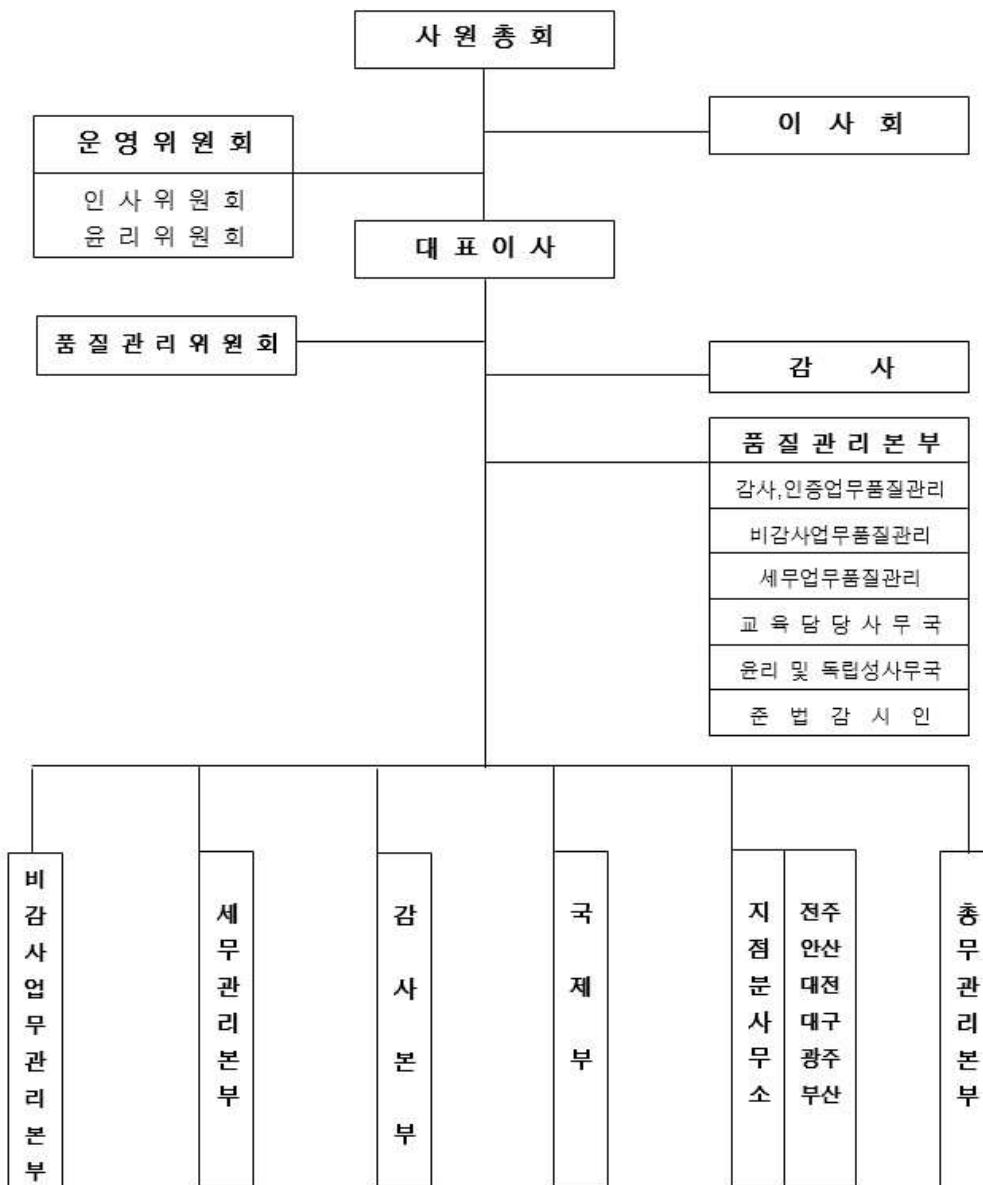 사 원 총 회
이 사 회
운 영 위 원 회
인 사 위 원 회
윤 리 위 원 회
대 표 이 사
품 질 관 리 위 원 회
감 사
품 질 관 리 본 부
감사,인증업무품질관리
비감사업무품질관리
세무업무품질관리
교 육 담 당 사 무 국
윤리 및 독립성사무국
준 법 감 시 인
비감사업무관리본부
세무관리본부
감사본부
국제부
지점분사무소
전주
안산
대전
대구
광주
부산
총무관리본부